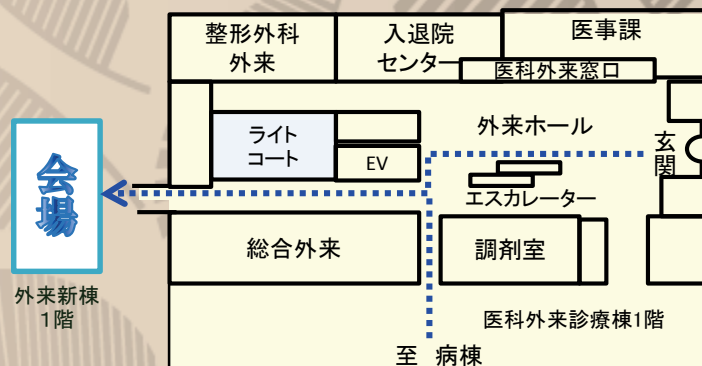 整形外科
外来
入退院
センター
医事課
医科外来窓口
ライト
コート
EV
外来ホール
玄関
エスカレーター
会場
総合外来
調剤室
外来新棟
1階
医科外来診療棟1階
至 病棟